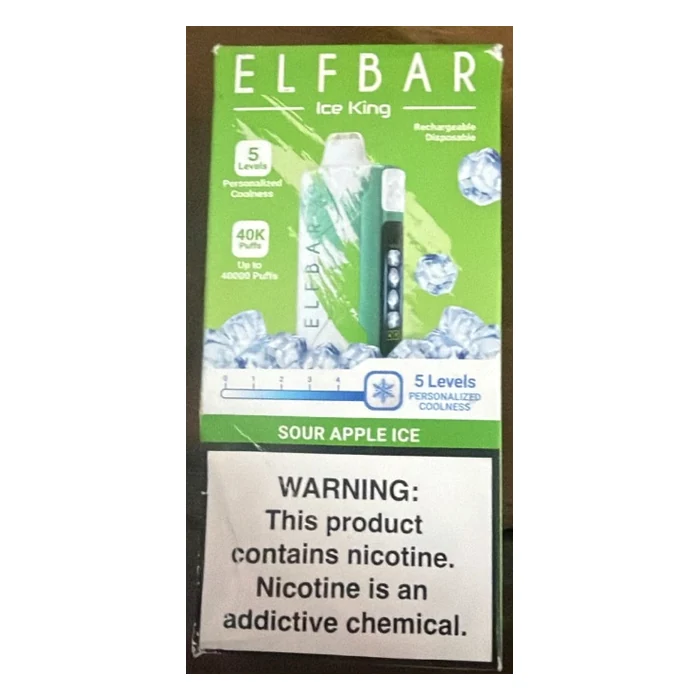 ELFBAR
Ice King
Rechargeable
Disposable
5
Levels
Personalized
Coolness
40K
Puffs
Up to
40000 Puffs
ELFBAR
0 1 2 3 4
5 Levels
PERSONALIZED
COOLNESS
SOUR APPLE ICE
WARNING:
This product
contains nicotine.
Nicotine is an
addictive chemical.